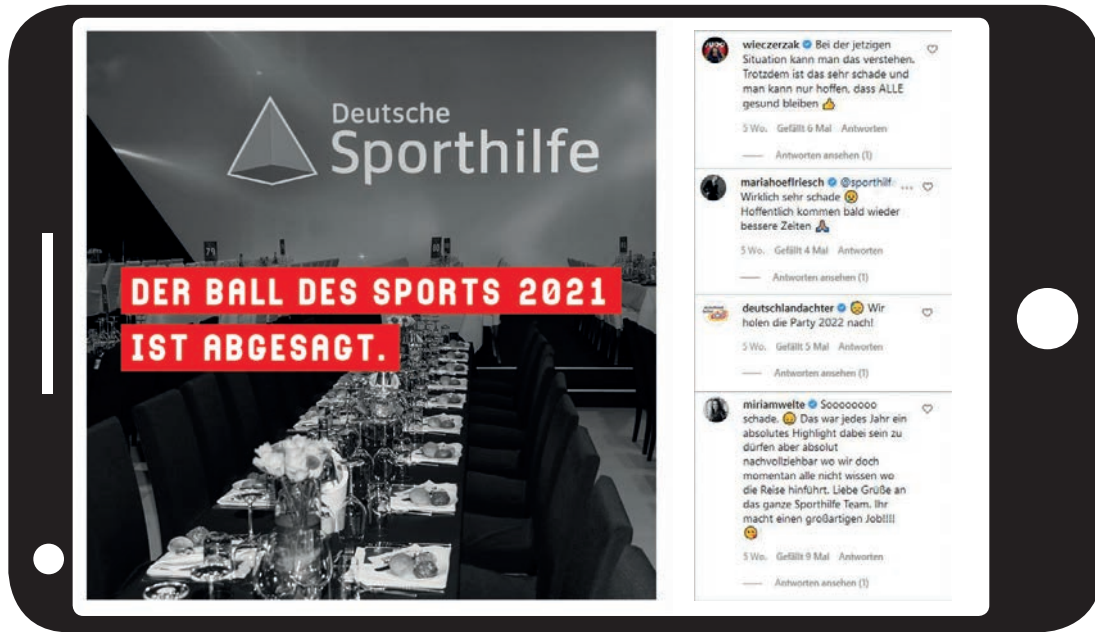 Deutsche
Sporthilfe
79
DER BALL DES SPORTS 2021
IST ABGESAGT.
wieczerzak Bei der jetzigen
Situation kann man das verstehen.
Trotzdem ist das sehr schade und
man kann nur hoffen, dass ALLE
gesund bleiben 👍
5 Wo. Gefällt 6 Mal Antworten
Antworten ansehen (1)
mariahoeflriesch @sporthilf ...
Wirklich sehr schade 😢
Hoffentlich kommen bald wieder
bessere Zeiten 🙏
5 Wo. Gefällt 4 Mal Antworten
Antworten ansehen (1)
deutschlandachter 😢 Wir
holen die Party 2022 nach!
5 Wo. Gefällt 5 Mal Antworten
Antworten ansehen (1)
miriamwelte Soooooooo
schade. 😞 Das war jedes Jahr ein
absolutes Highlight dabei sein zu
dürfen aber absolut
nachvollziehbar wo wir doch
momentan alle nicht wissen wo
die Reise hinführt. Liebe Grüße an
das ganze Sporthilfe Team. Ihr
macht einen großartigen Job!!!!
😘
5 Wo. Gefällt 9 Mal Antworten
Antworten ansehen (1)